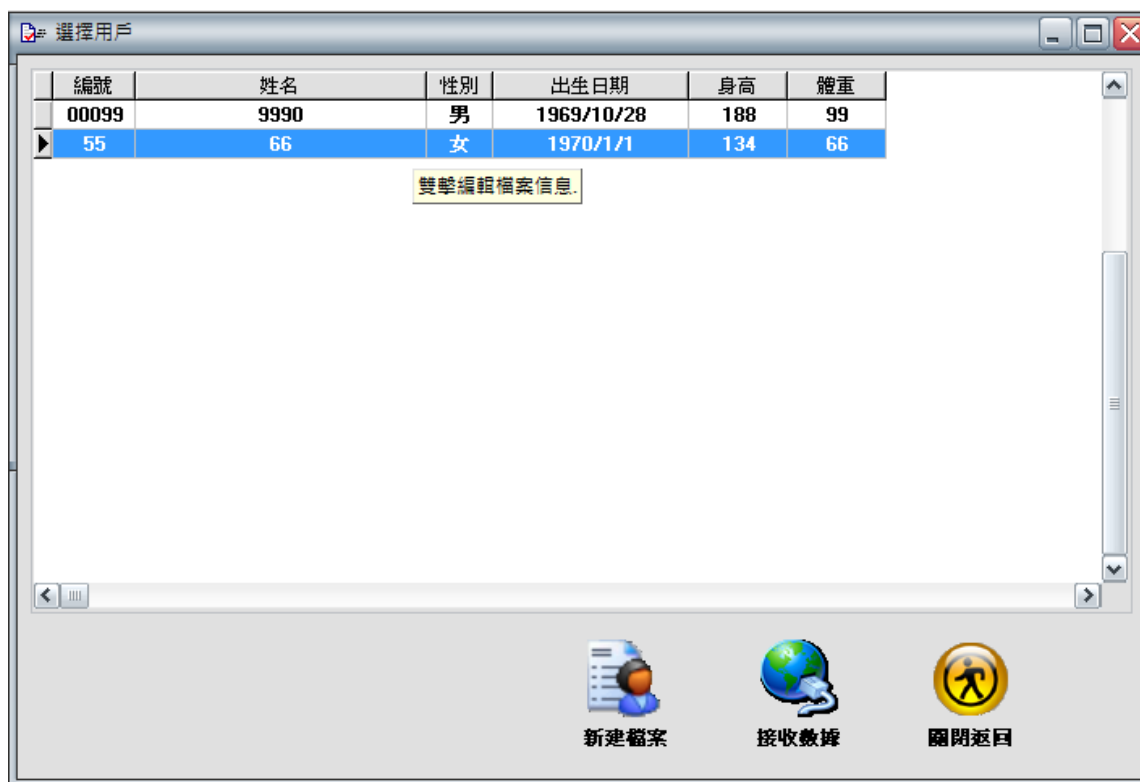 選擇用戶
編號 姓名 性別 出生日期 身高 體重
00099 9990 男 1969/10/28 188 99
55 66 女 1970/1/1 134 66
雙擊編輯檔案信息.
新建檔案 接收數據 關閉返回